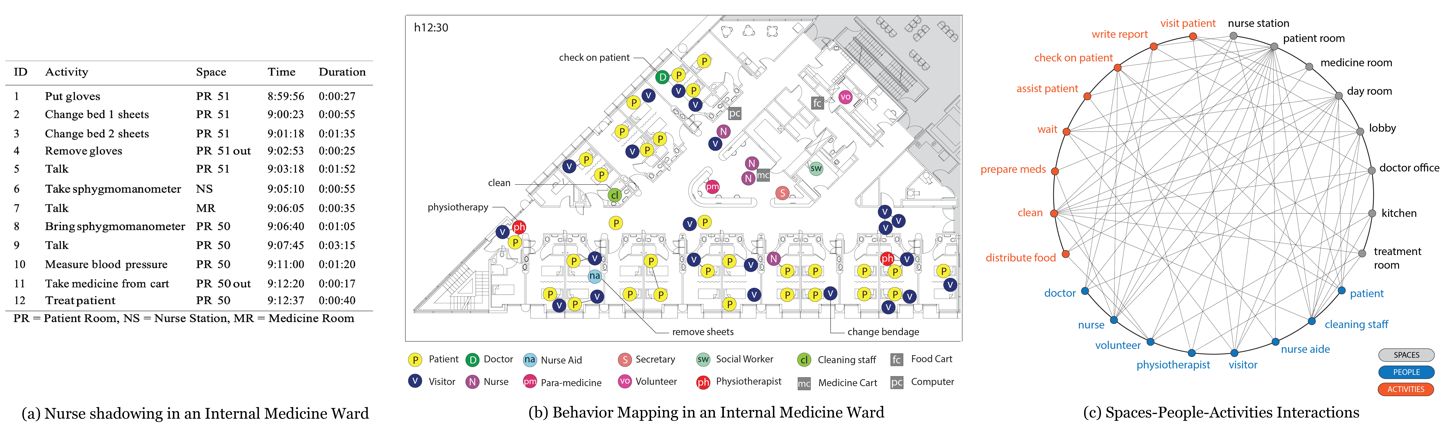 ID Activity Space Time Duration
1 Put gloves PR 51 8:59:56 0:00:27
2 Change bed 1 sheets PR 51 9:00:23 0:00:55
3 Change bed 2 sheets PR 51 9:01:18 0:01:35
4 Remove gloves PR 51 out 9:02:53 0:00:25
5 Talk PR 51 9:03:18 0:01:52
6 Take sphygmomanometer NS 9:05:10 0:00:55
7 Talk MR 9:06:05 0:00:35
8 Bring sphygmomanometer PR 50 9:06:40 0:01:05
9 Talk PR 50 9:07:45 0:03:15
10 Measure blood pressure PR 50 9:11:00 0:01:20
11 Take medicine from cart PR 50 out 9:12:20 0:00:17
12 Treat patient PR 50 9:12:37 0:00:40
PR = Patient Room, NS = Nurse Station, MR = Medicine Room
(a) Nurse shadowing in an Internal Medicine Ward
h12:30
check on patient
clean
physiotherapy
remove sheets
change bendage
P Patient D Doctor na Nurse Aid S Secretary sw Social Worker cl Cleaning staff fc Food Cart
V Visitor N Nurse pm Para-medicine vo Volunteer ph Physiotherapist mc Medicine Cart pc Computer
(b) Behavior Mapping in an Internal Medicine Ward
visit patient
write report
check on patient
assist patient
wait
prepare meds
clean
distribute food
nurse station
patient room
medicine room
day room
lobby
doctor office
kitchen
treatment
room
doctor
nurse
volunteer
physiotherapist
visitor
nurse aide
cleaning staff
patient
SPACES
PEOPLE
ACTIVITIES
(c) Spaces-People-Activities Interactions